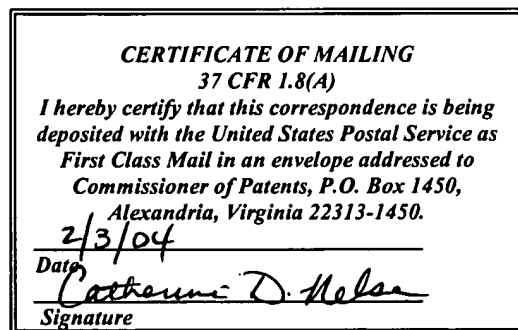 CERTIFICATE OF MAILING
37 CFR 1.8(A)
I hereby certify that this correspondence is being
deposited with the United States Postal Service as
First Class Mail in an envelope addressed to
Commissioner of Patents, P.O. Box 1450,
Alexandria, Virginia 22313-1450.
2/3/04
Date
Catherine D. Nelson
Signature